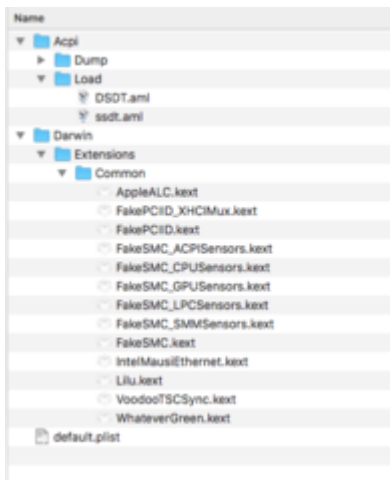 Name
Acpi
Dump
Load
DSDT.aml
ssdt.aml
Darwin
Extensions
Common
AppleALC.kext
FakePCIID_XHCIMux.kext
FakePCIID.kext
FakeSMC_ACPISensors.kext
FakeSMC_CPUSensors.kext
FakeSMC_GPUSensors.kext
FakeSMC_LPCSensors.kext
FakeSMC_SMMSensors.kext
FakeSMC.kext
IntelMausiEthernet.kext
Lilu.kext
VoodooTSCSync.kext
WhateverGreen.kext
default.plist